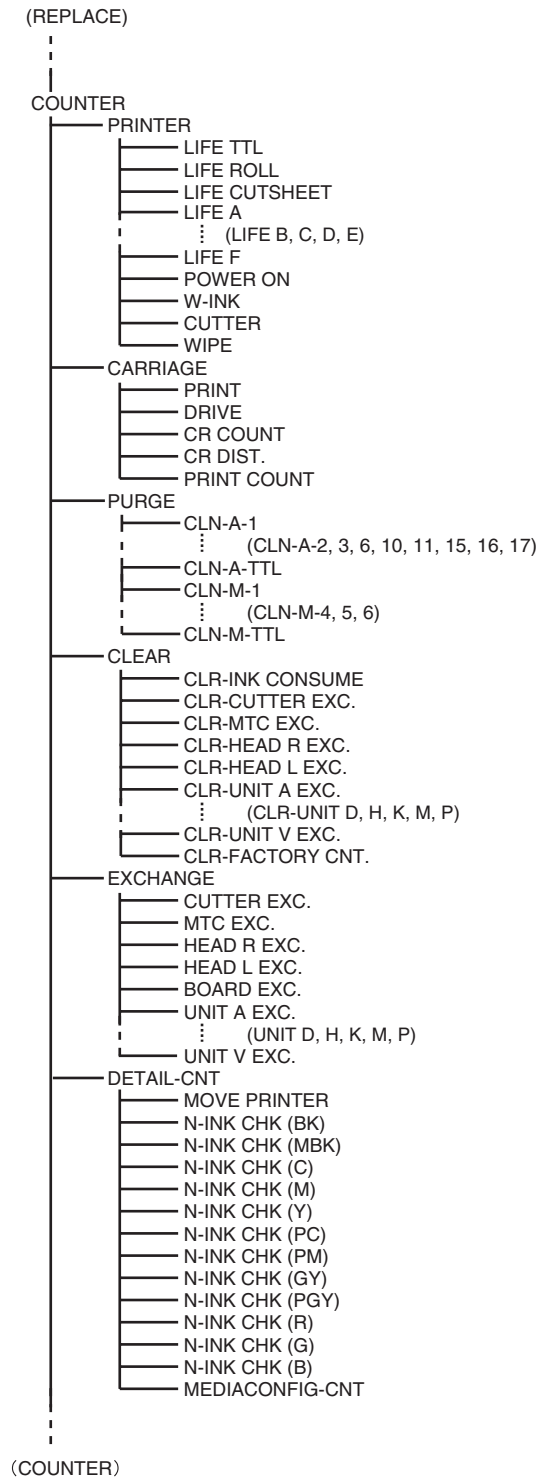 (REPLACE)
COUNTER
PRINTER
LIFE TTL
LIFE ROLL
LIFE CUTSHEET
LIFE A
(LIFE B, C, D, E)
LIFE F
POWER ON
W-INK
CUTTER
WIPE
CARRIAGE
PRINT
DRIVE
CR COUNT
CR DIST.
PRINT COUNT
PURGE
CLN-A-1
(CLN-A-2, 3, 6, 10, 11, 15, 16, 17)
CLN-A-TTL
CLN-M-1
(CLN-M-4, 5, 6)
CLN-M-TTL
CLEAR
CLR-INK CONSUME
CLR-CUTTER EXC.
CLR-MTC EXC.
CLR-HEAD R EXC.
CLR-HEAD L EXC.
CLR-UNIT A EXC.
(CLR-UNIT D, H, K, M, P)
CLR-UNIT V EXC.
CLR-FACTORY CNT.
EXCHANGE
CUTTER EXC.
MTC EXC.
HEAD R EXC.
HEAD L EXC.
BOARD EXC.
UNIT A EXC.
(UNIT D, H, K, M, P)
UNIT V EXC.
DETAIL-CNT
MOVE PRINTER
N-INK CHK (BK)
N-INK CHK (MBK)
N-INK CHK (C)
N-INK CHK (M)
N-INK CHK (Y)
N-INK CHK (PC)
N-INK CHK (PM)
N-INK CHK (GY)
N-INK CHK (PGY)
N-INK CHK (R)
N-INK CHK (G)
N-INK CHK (B)
MEDIACONFIG-CNT
（COUNTER）